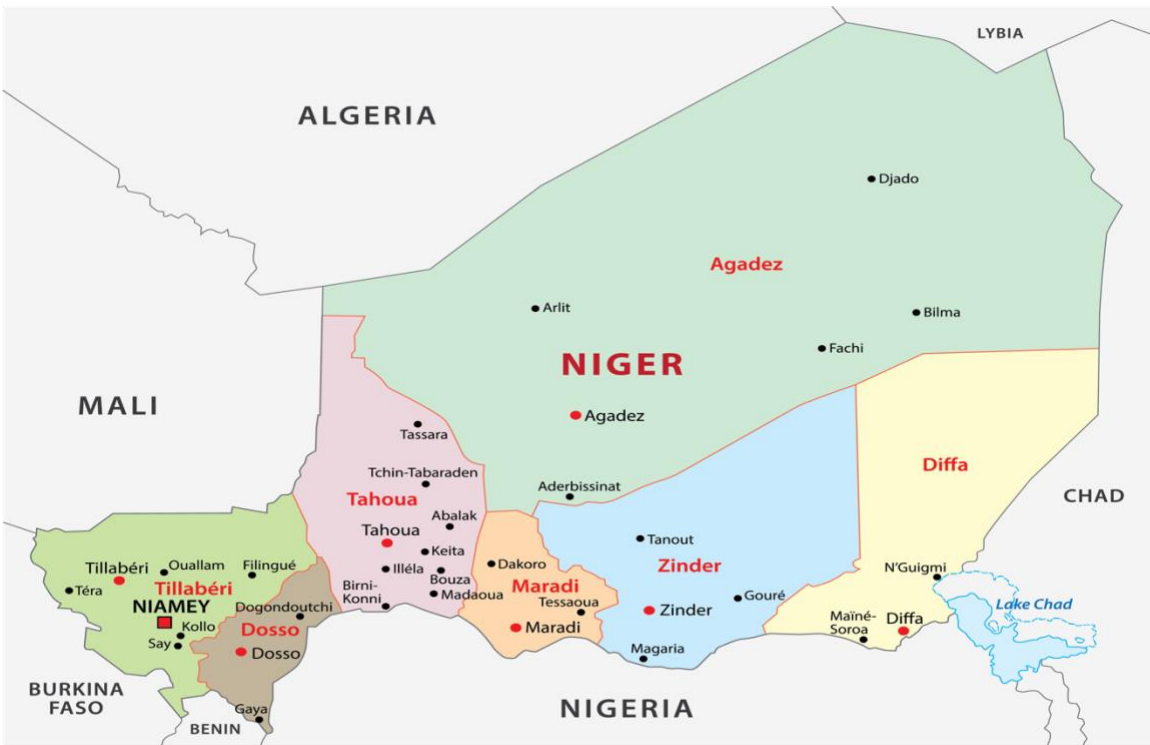 LYBIA
ALGERIA
Djado
Agadez
Arlit
Bilma
Fachi
NIGER
MALI
Agadez
Tassara
Diffa
Tchin-Tabaraden
Tahoua
Aderbissinat
CHAD
Abalak
Tahoua
Tanout
Keita
Ouallam
Filingué
Tillabéri
Illéla
Dakoro
Zinder
N'Guigmi
Bouza
Téra
Tillabéri
Birni-
Konni
Madaoua
Maradi
Gouré
NIAMEY
Dogondoutchi
Tessaoua
Zinder
Lake Chad
Kollo
Dosso
Maradi
Maïné-
Soroa
Diffa
Say
Dosso
Magaria
BURKINA
FASO
Gaya
BENIN
NIGERIA